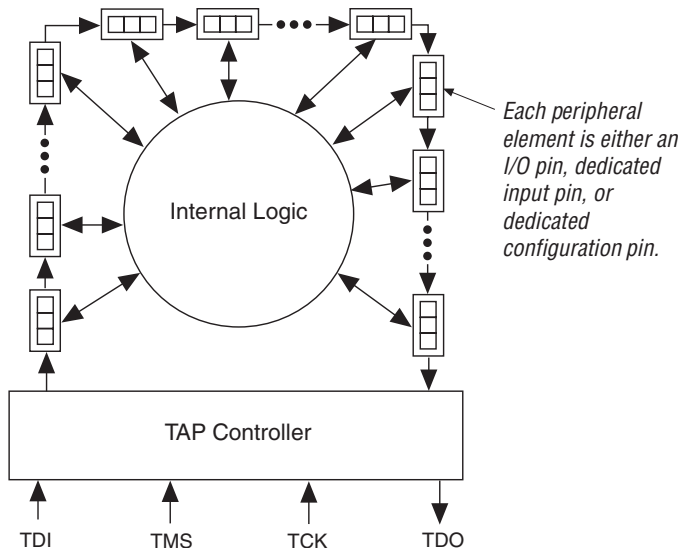 Each peripheral
element is either an
I/O pin, dedicated
input pin, or
dedicated
configuration pin.
Internal Logic
TAP Controller
TDI
TMS
TCK
TDO